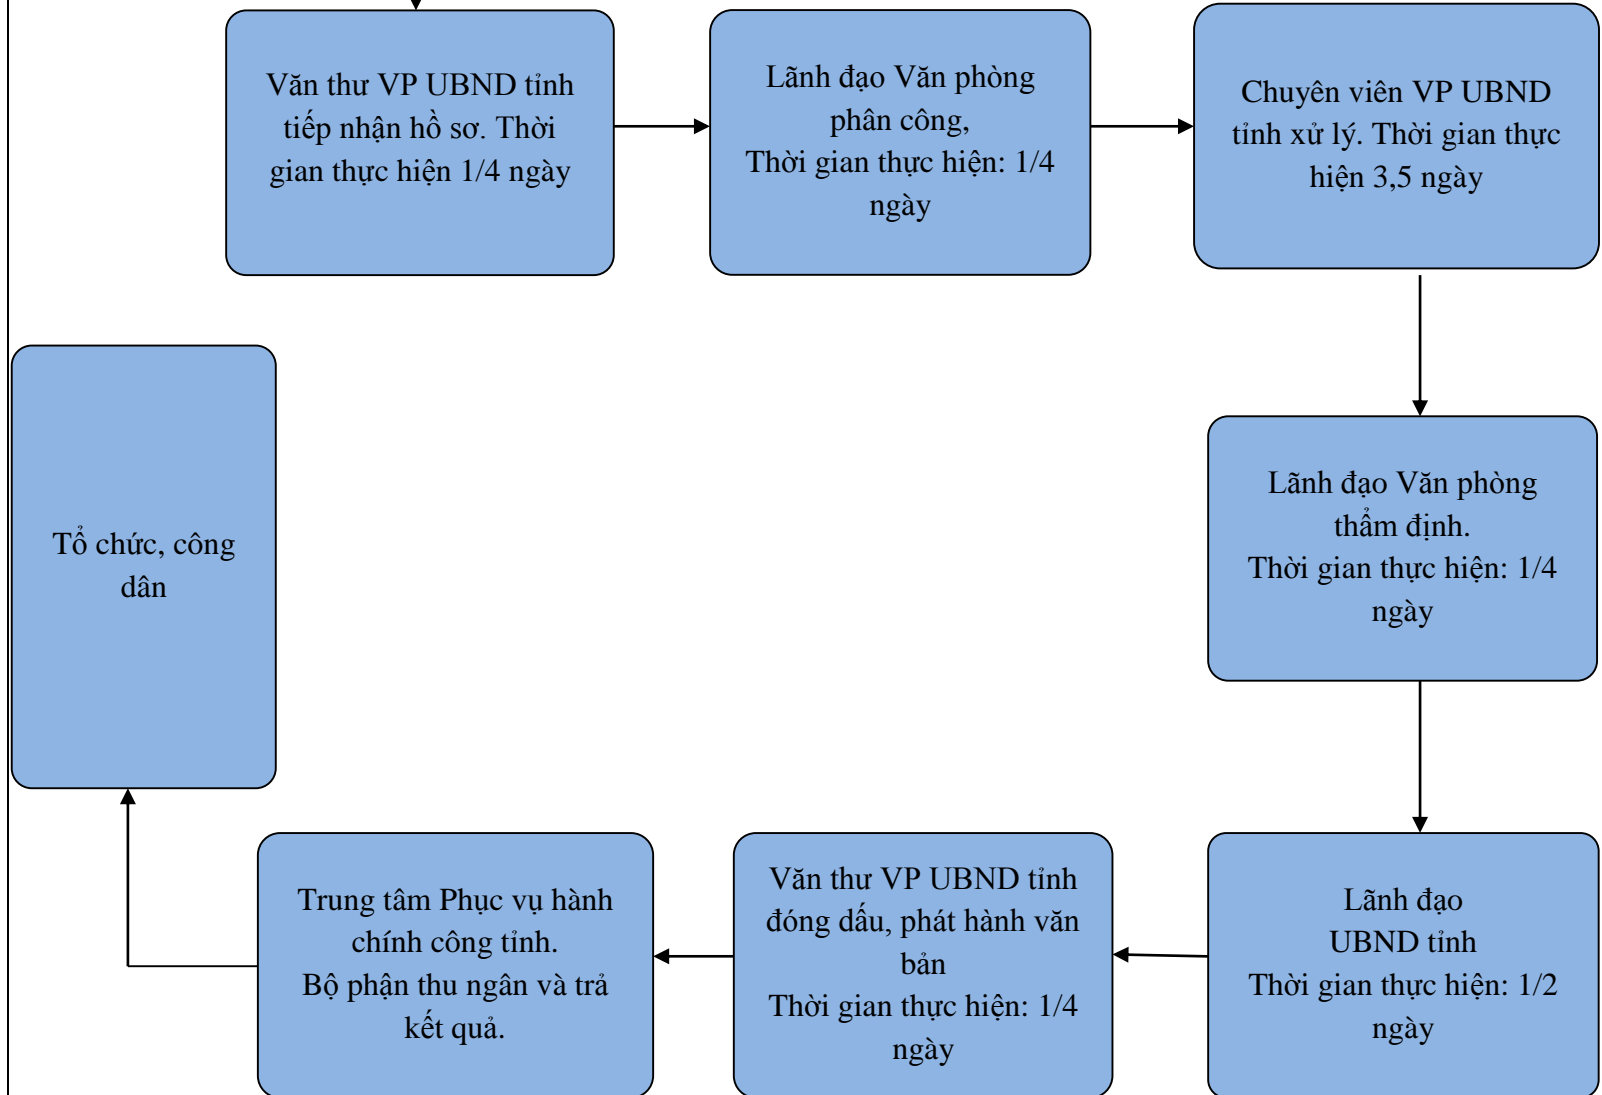 Văn thư VP UBND tỉnh
tiếp nhận hồ sơ. Thời
gian thực hiện 1/4 ngày
Lãnh đạo Văn phòng
phân công,
Thời gian thực hiện: 1/4
ngày
Chuyên viên VP UBND
tỉnh xử lý. Thời gian thực
hiện 3,5 ngày
Lãnh đạo Văn phòng
thẩm định.
Thời gian thực hiện: 1/4
ngày
Lãnh đạo
UBND tỉnh
Thời gian thực hiện: 1/2
ngày
Văn thư VP UBND tỉnh
đóng dấu, phát hành văn
bản
Thời gian thực hiện: 1/4
ngày
Trung tâm Phục vụ hành
chính công tỉnh.
Bộ phận thu ngân và trả
kết quả.
Tổ chức, công
dân